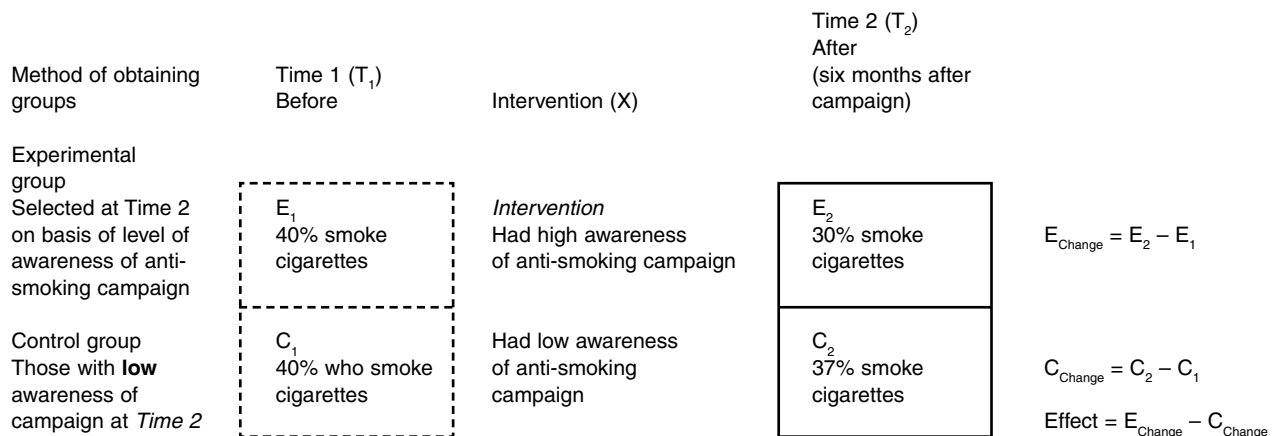 Method of obtaining
groups
Time 1 (T₁)
Before
Intervention (X)
Time 2 (T₂)
After
(six months after
campaign)
Experimental
group
Selected at Time 2
on basis of level of
awareness of anti-
smoking campaign
E₁
40% smoke
cigarettes
Intervention
Had high awareness
of anti-smoking campaign
E₂
30% smoke
cigarettes
E_Change = E₂ – E₁
Control group
Those with low
awareness of
campaign at Time 2
C₁
40% who smoke
cigarettes
Had low awareness
of anti-smoking
campaign
C₂
37% smoke
cigarettes
C_Change = C₂ – C₁
Effect = E_Change – C_Change